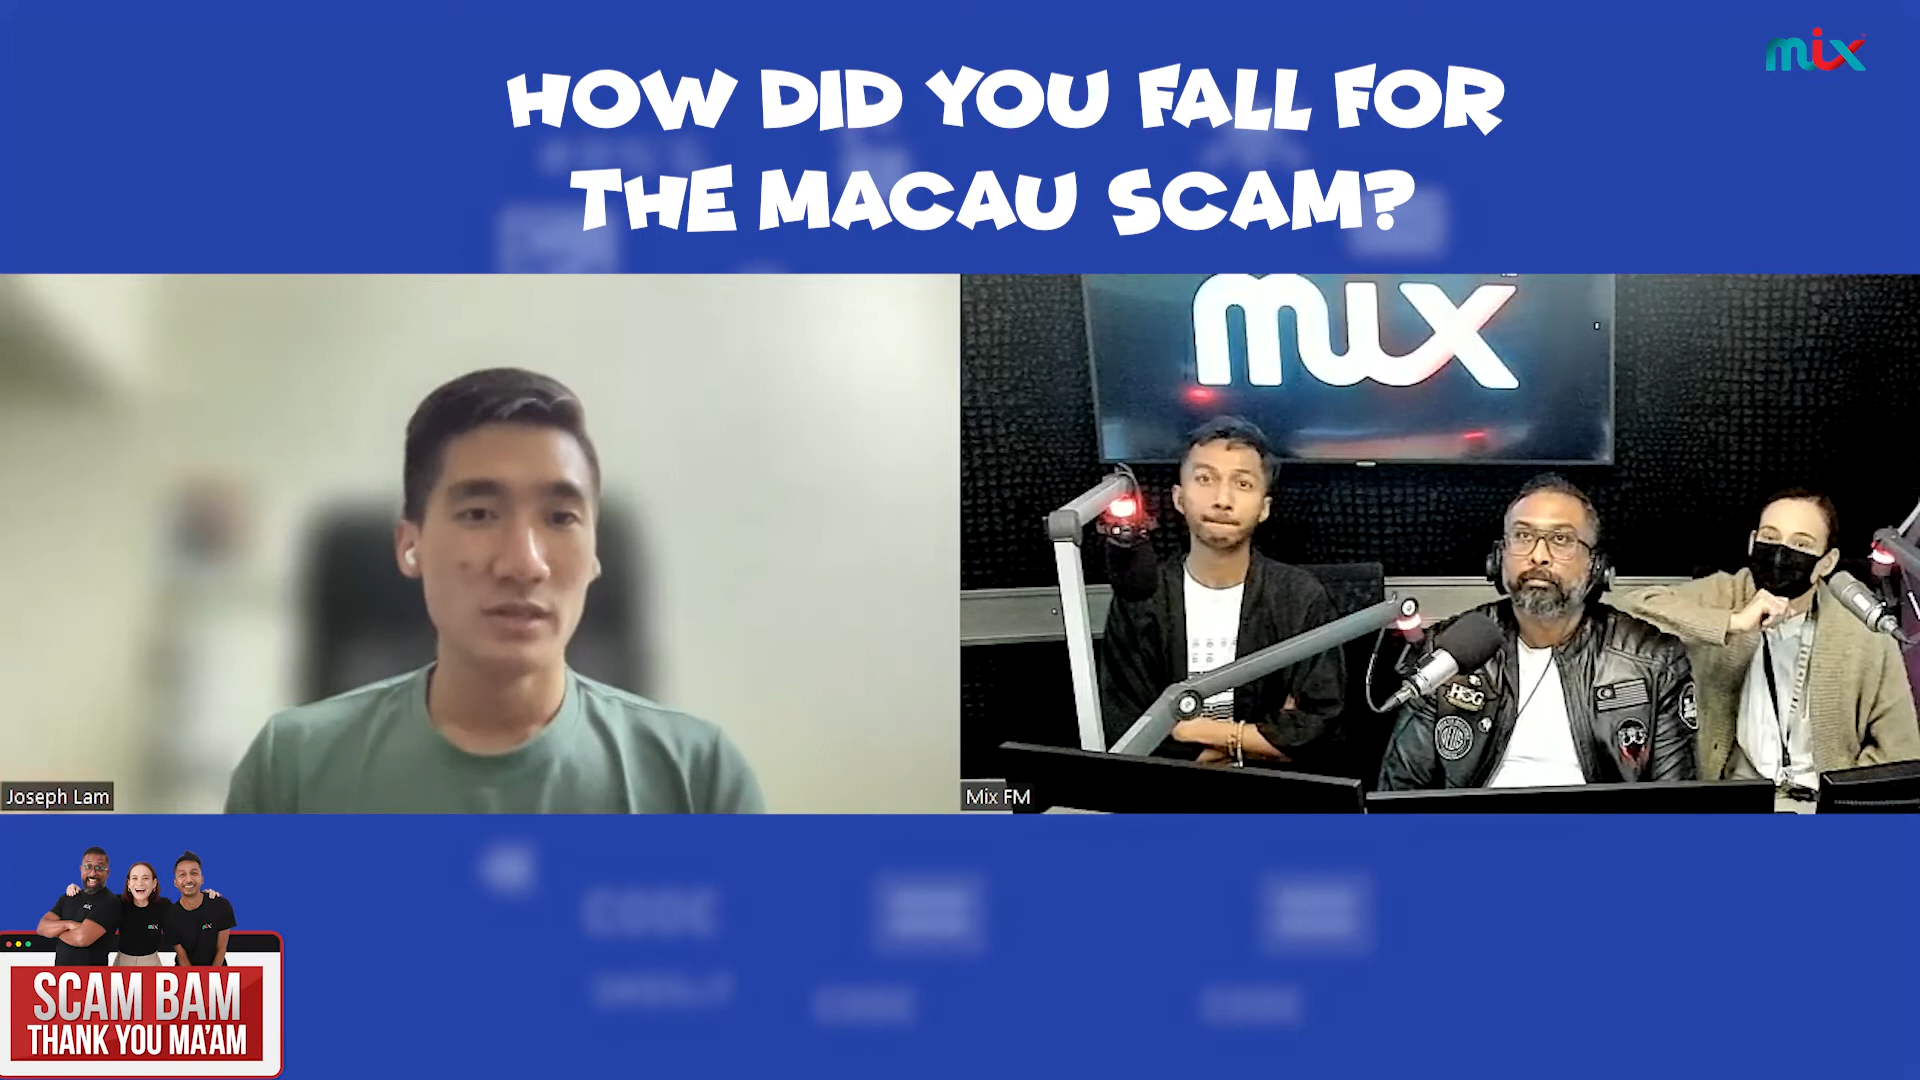 mix
HOW DID YOU FALL FOR
THE MACAU SCAM?
mix
HOG
Joseph Lam
Mix FM
SCAM BAM
THANK YOU MA'AM